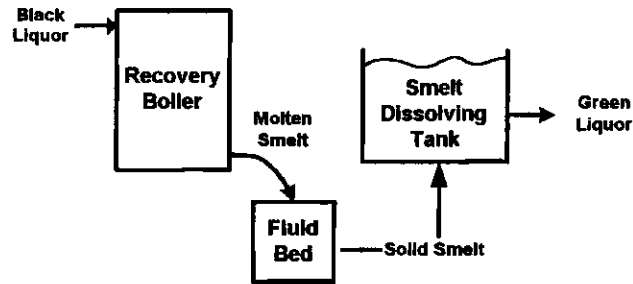 Black
Liquor
Recovery
Boiler
Molten
Smelt
Fluid
Bed
Solid Smelt
Smelt
Dissolving
Tank
Green
Liquor